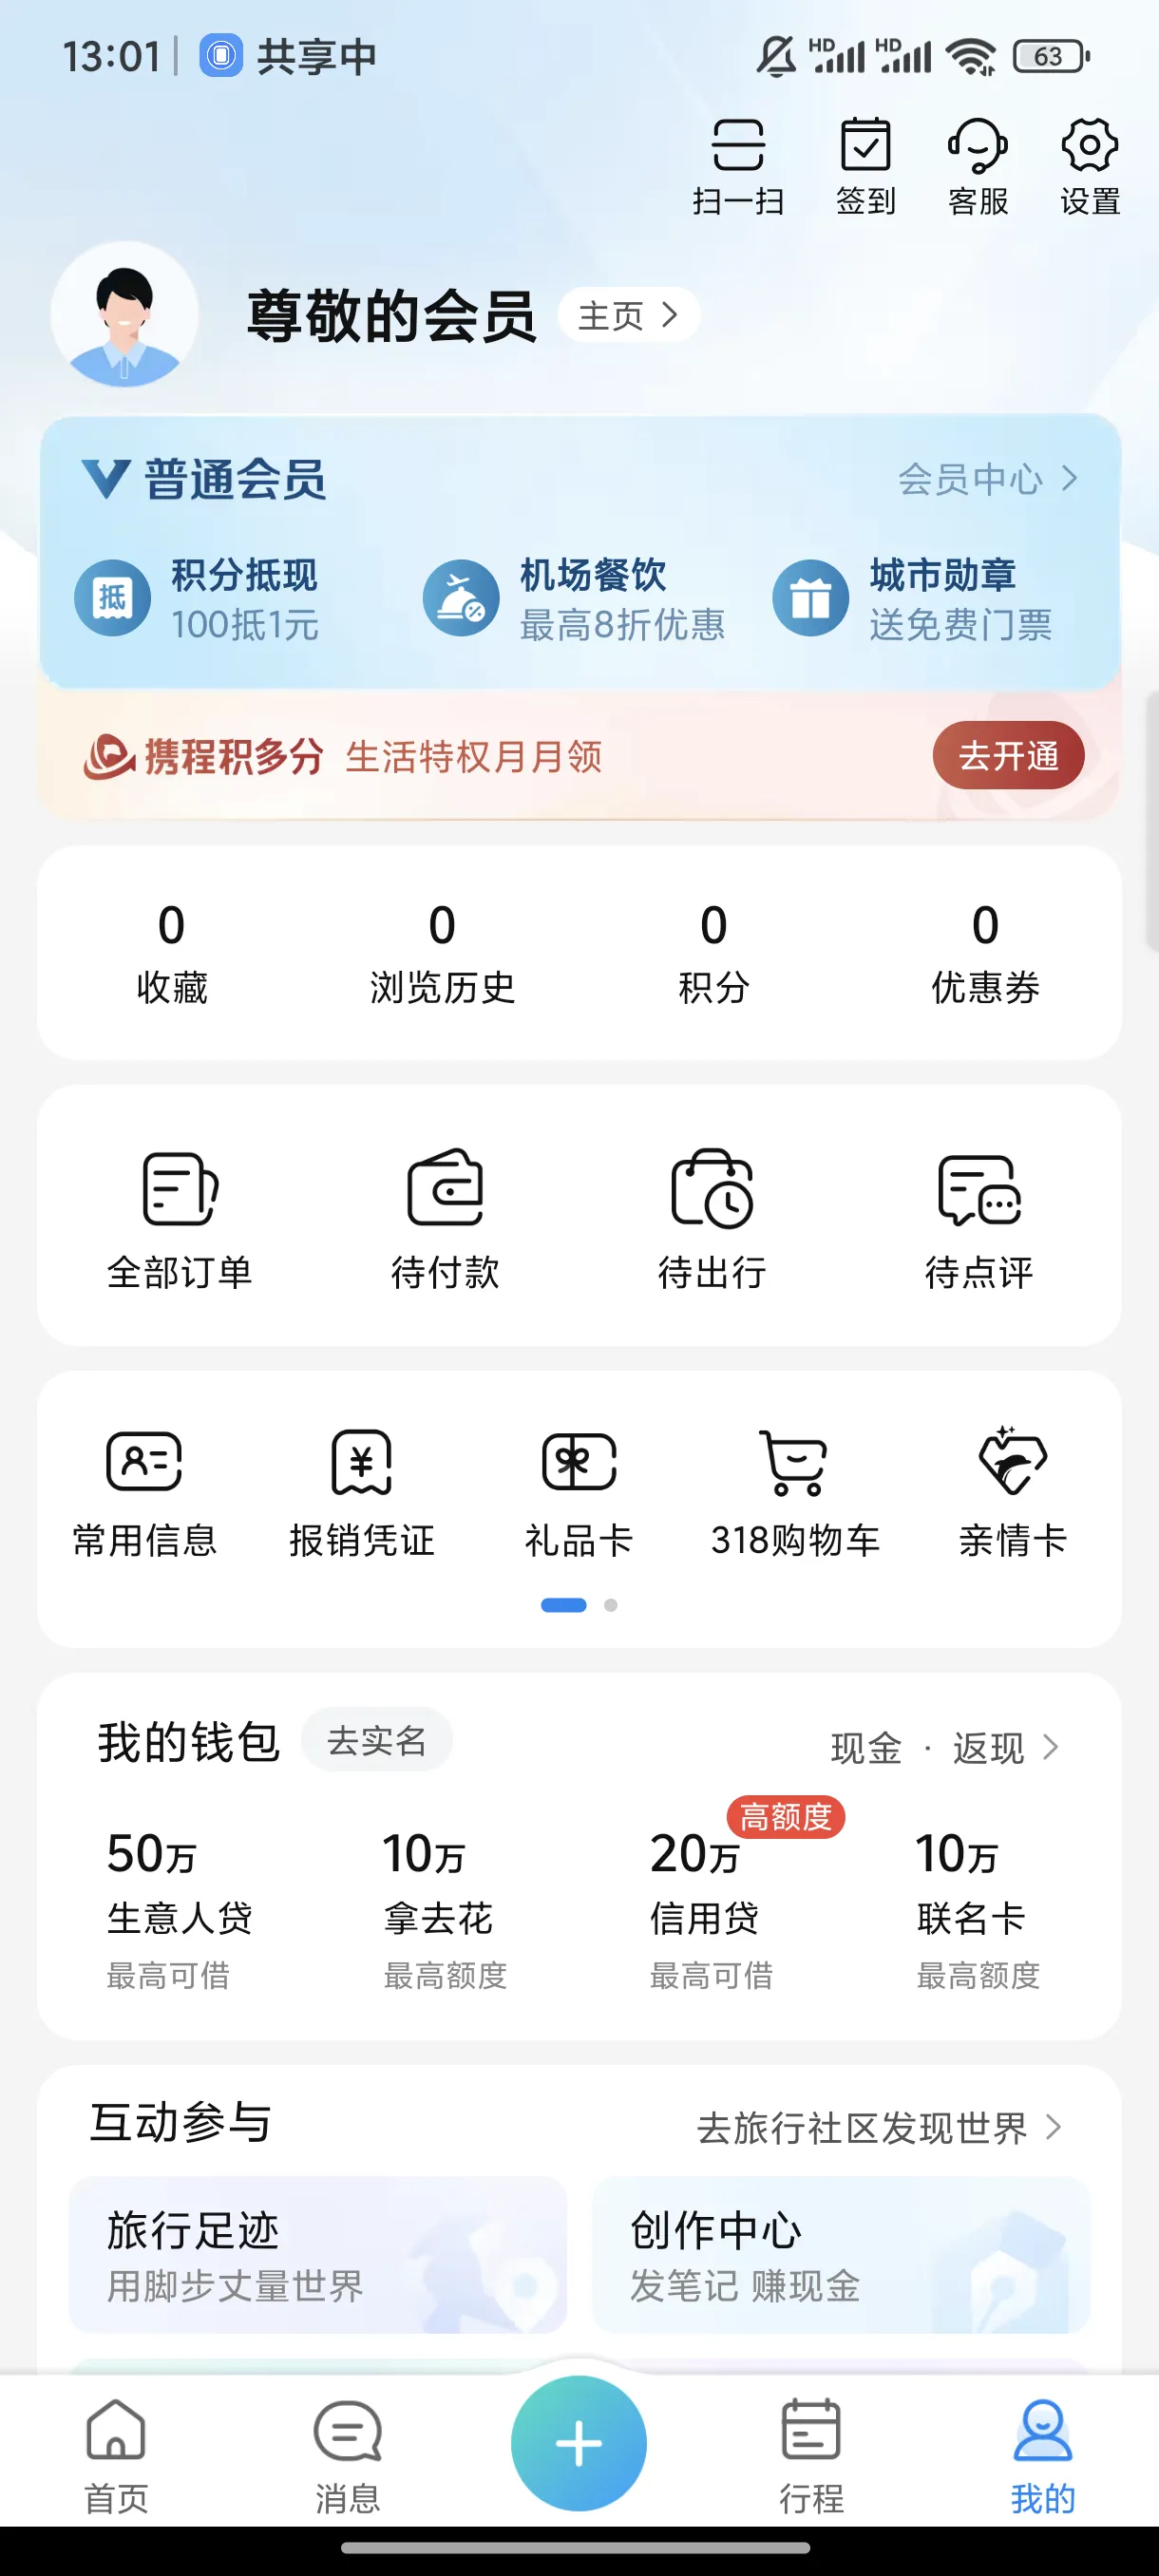 13:01 共享中 HD HD 63
扫一扫 签到 客服 设置
尊敬的会员 主页
普通会员 会员中心
抵 积分抵现 机场餐饮 城市勋章
100抵1元 最高8折优惠 送免费门票
携程积多分 生活特权月月领 去开通
0 0 0 0
收藏 浏览历史 积分 优惠券
全部订单 待付款 待出行 待点评
常用信息 报销凭证 礼品卡 318购物车 亲情卡
我的钱包 去实名 现金 · 返现
高额度
50万 10万 20万 10万
生意人贷 拿去花 信用贷 联名卡
最高可借 最高额度 最高可借 最高额度
互动参与 去旅行社区发现世界
旅行足迹 创作中心
用脚步丈量世界 发笔记 赚现金
首页 消息 行程 我的